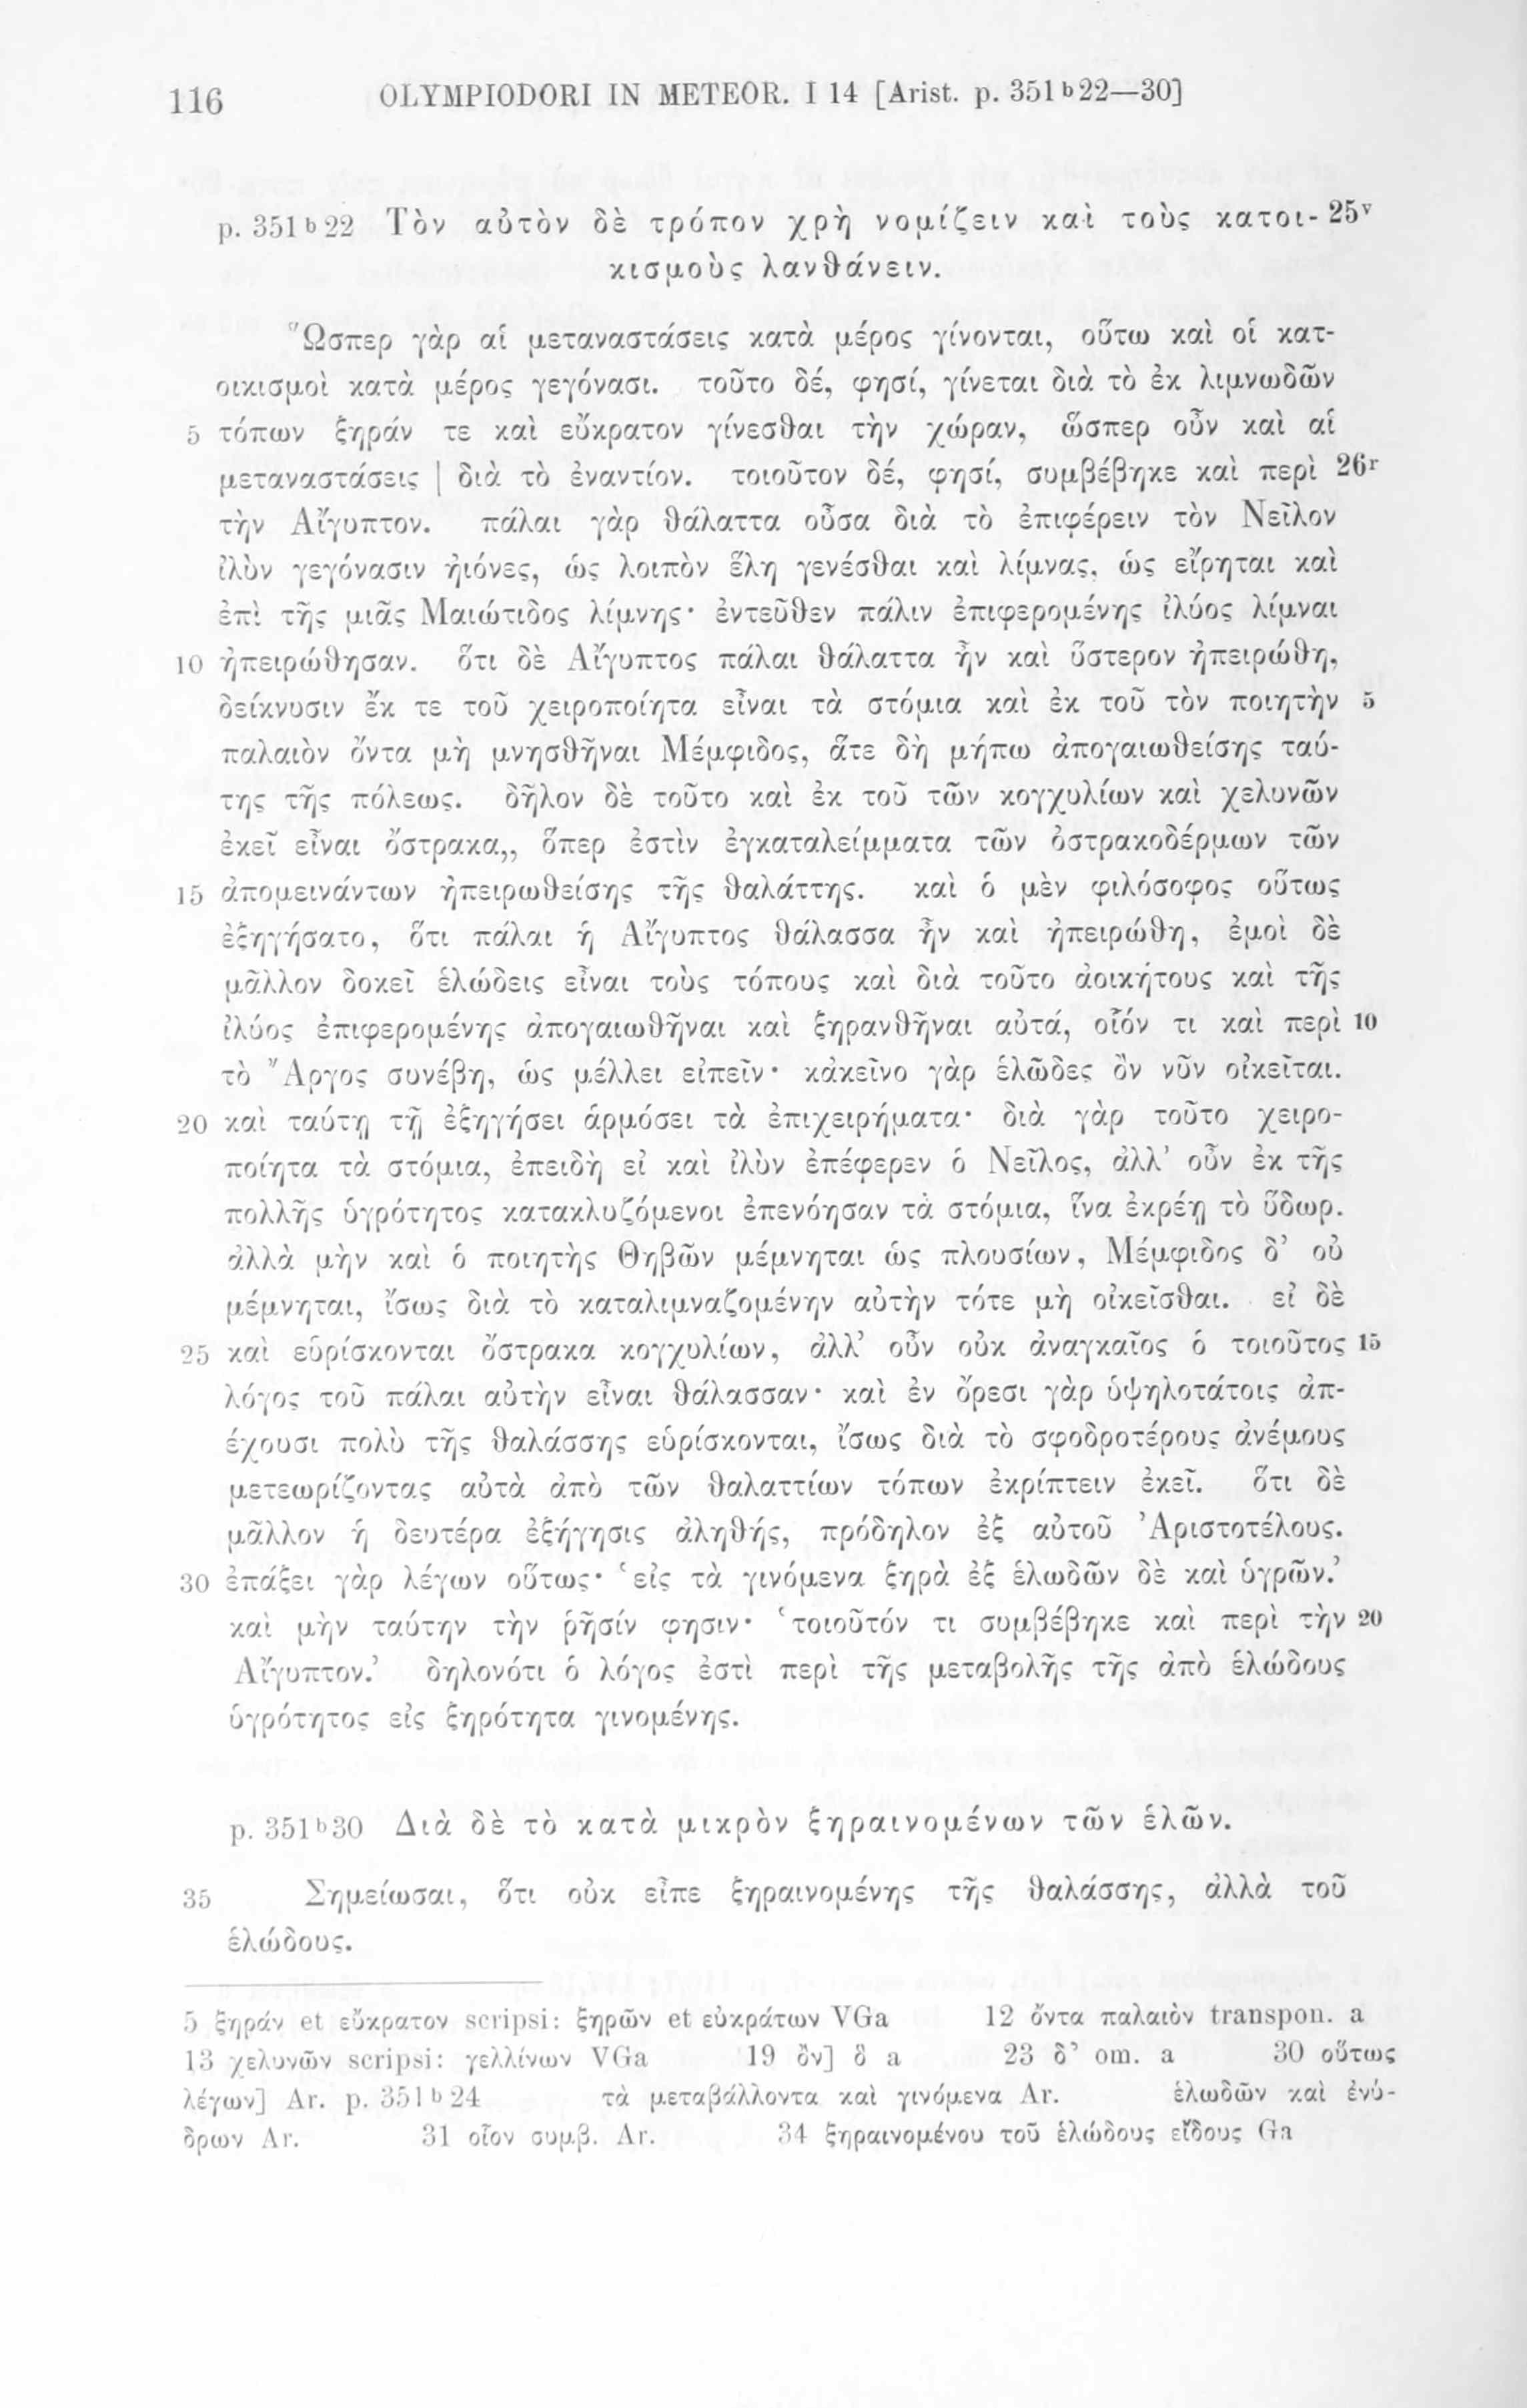 116 OLYMPIODORI IN METEOR. I 14 [Arist. p. 351b22—30]
p. 351b22 Τὸν αὐτὸν δὲ τρόπον χρὴ νομίζειν καὶ τοὺς κατοι- 25v
κισμοὺς λανθάνειν.
Ὥσπερ γὰρ αἱ μεταναστάσεις κατὰ μέρος γίνονται, οὕτω καὶ οἱ κατ-
οικισμοὶ κατὰ μέρος γεγόνασι. τοῦτο δέ, φησί, γίνεται διὰ τὸ ἐκ λιμνωδῶν
5 τόπων ξηράν τε καὶ εὔκρατον γίνεσθαι τὴν χώραν, ὥσπερ οὖν καὶ αἱ
μεταναστάσεις | διὰ τὸ ἐναντίον. τοιοῦτον δέ, φησί, συμβέβηκε καὶ περὶ 26r
τὴν Αἴγυπτον. πάλαι γὰρ θάλαττα οὖσα διὰ τὸ ἐπιφέρειν τὸν Νεῖλον
ἰλὺν γεγόνασιν ἠιόνες, ὡς λοιπὸν ἕλη γενέσθαι καὶ λίμνας, ὡς εἴρηται καὶ
ἐπὶ τῆς μιᾶς Μαιώτιδος λίμνης· ἐντεῦθεν πάλιν ἐπιφερομένης ἰλύος λίμναι
10 ἠπειρώθησαν. ὅτι δὲ Αἴγυπτος πάλαι θάλαττα ἦν καὶ ὕστερον ἠπειρώθη,
δείκνυσιν ἔκ τε τοῦ χειροποίητα εἶναι τὰ στόμια καὶ ἐκ τοῦ τὸν ποιητὴν 5
παλαιὸν ὄντα μὴ μνησθῆναι Μέμφιδος, ἅτε δὴ μήπω ἀπογαιωθείσης ταύ-
της τῆς πόλεως. δῆλον δὲ τοῦτο καὶ ἐκ τοῦ τῶν κογχυλίων καὶ χελυνῶν
ἐκεῖ εἶναι ὄστρακα,, ὅπερ ἐστὶν ἐγκαταλείμματα τῶν ὀστρακοδέρμων τῶν
15 ἀπομεινάντων ἠπειρωθείσης τῆς θαλάττης. καὶ ὁ μὲν φιλόσοφος οὕτως
ἐξηγήσατο, ὅτι πάλαι ἡ Αἴγυπτος θάλασσα ἦν καὶ ἠπειρώθη, ἐμοὶ δὲ
μᾶλλον δοκεῖ ἑλώδεις εἶναι τοὺς τόπους καὶ διὰ τοῦτο ἀοικήτους καὶ τῆς
ἰλύος ἐπιφερομένης ἀπογαιωθῆναι καὶ ξηρανθῆναι αὐτά, οἷόν τι καὶ περὶ 10
τὸ Ἄργος συνέβη, ὡς μέλλει εἰπεῖν· κἀκεῖνο γὰρ ἑλῶδες ὂν νῦν οἰκεῖται.
20 καὶ ταύτῃ τῇ ἐξηγήσει ἁρμόσει τὰ ἐπιχειρήματα· διὰ γὰρ τοῦτο χειρο-
ποίητα τὰ στόμια, ἐπειδὴ εἰ καὶ ἰλὺν ἐπέφερεν ὁ Νεῖλος, ἀλλ’ οὖν ἐκ τῆς
πολλῆς ὑγρότητος κατακλυζόμενοι ἐπενόησαν τὰ στόμια, ἵνα ἐκρέῃ τὸ ὕδωρ.
ἀλλὰ μὴν καὶ ὁ ποιητὴς Θηβῶν μέμνηται ὡς πλουσίων, Μέμφιδος δ’ οὐ
μέμνηται, ἴσως διὰ τὸ καταλιμναζομένην αὐτὴν τότε μὴ οἰκεῖσθαι. εἰ δὲ
25 καὶ εὑρίσκονται ὄστρακα κογχυλίων, ἀλλ’ οὖν οὐκ ἀναγκαῖος ὁ τοιοῦτος 15
λόγος τοῦ πάλαι αὐτὴν εἶναι θάλασσαν· καὶ ἐν ὄρεσι γὰρ ὑψηλοτάτοις ἀπ-
έχουσι πολὺ τῆς θαλάσσης εὑρίσκονται, ἴσως διὰ τὸ σφοδροτέρους ἀνέμους
μετεωρίζοντας αὐτὰ ἀπὸ τῶν θαλαττίων τόπων ἐκρίπτειν ἐκεῖ. ὅτι δὲ
μᾶλλον ἡ δευτέρα ἐξήγησις ἀληθής, πρόδηλον ἐξ αὐτοῦ Ἀριστοτέλους.
30 ἐπάξει γὰρ λέγων οὕτως· ‘εἰς τὰ γινόμενα ξηρὰ ἐξ ἑλωδῶν δὲ καὶ ὑγρῶν.’
καὶ μὴν ταύτην τὴν ῥῆσίν φησιν· ‘τοιοῦτόν τι συμβέβηκε καὶ περὶ τὴν 20
Αἴγυπτον.’ δηλονότι ὁ λόγος ἐστὶ περὶ τῆς μεταβολῆς τῆς ἀπὸ ἑλώδους
ὑγρότητος εἰς ξηρότητα γινομένης.
p. 351b30 Διὰ δὲ τὸ κατὰ μικρὸν ξηραινομένων τῶν ἑλῶν.
35 Σημείωσαι, ὅτι οὐκ εἶπε ξηραινομένης τῆς θαλάσσης, ἀλλὰ τοῦ
ἑλώδους.
5 ξηράν et εὔκρατον scripsi: ξηρῶν et εὐκράτων VGa 12 ὄντα παλαιὸν transpon. a
13 χελυνῶν scripsi: γελλίνων VGa 19 ὂν] ὃ a 23 δ’ om. a 30 οὕτως
λέγων] Ar. p. 351b24 τὰ μεταβάλλοντα καὶ γινόμενα Ar. ἑλωδῶν καὶ ἐνύ-
δρων Ar. 31 οἷον συμβ. Ar. 34 ξηραινομένου τοῦ ἑλώδους εἴδους Ga